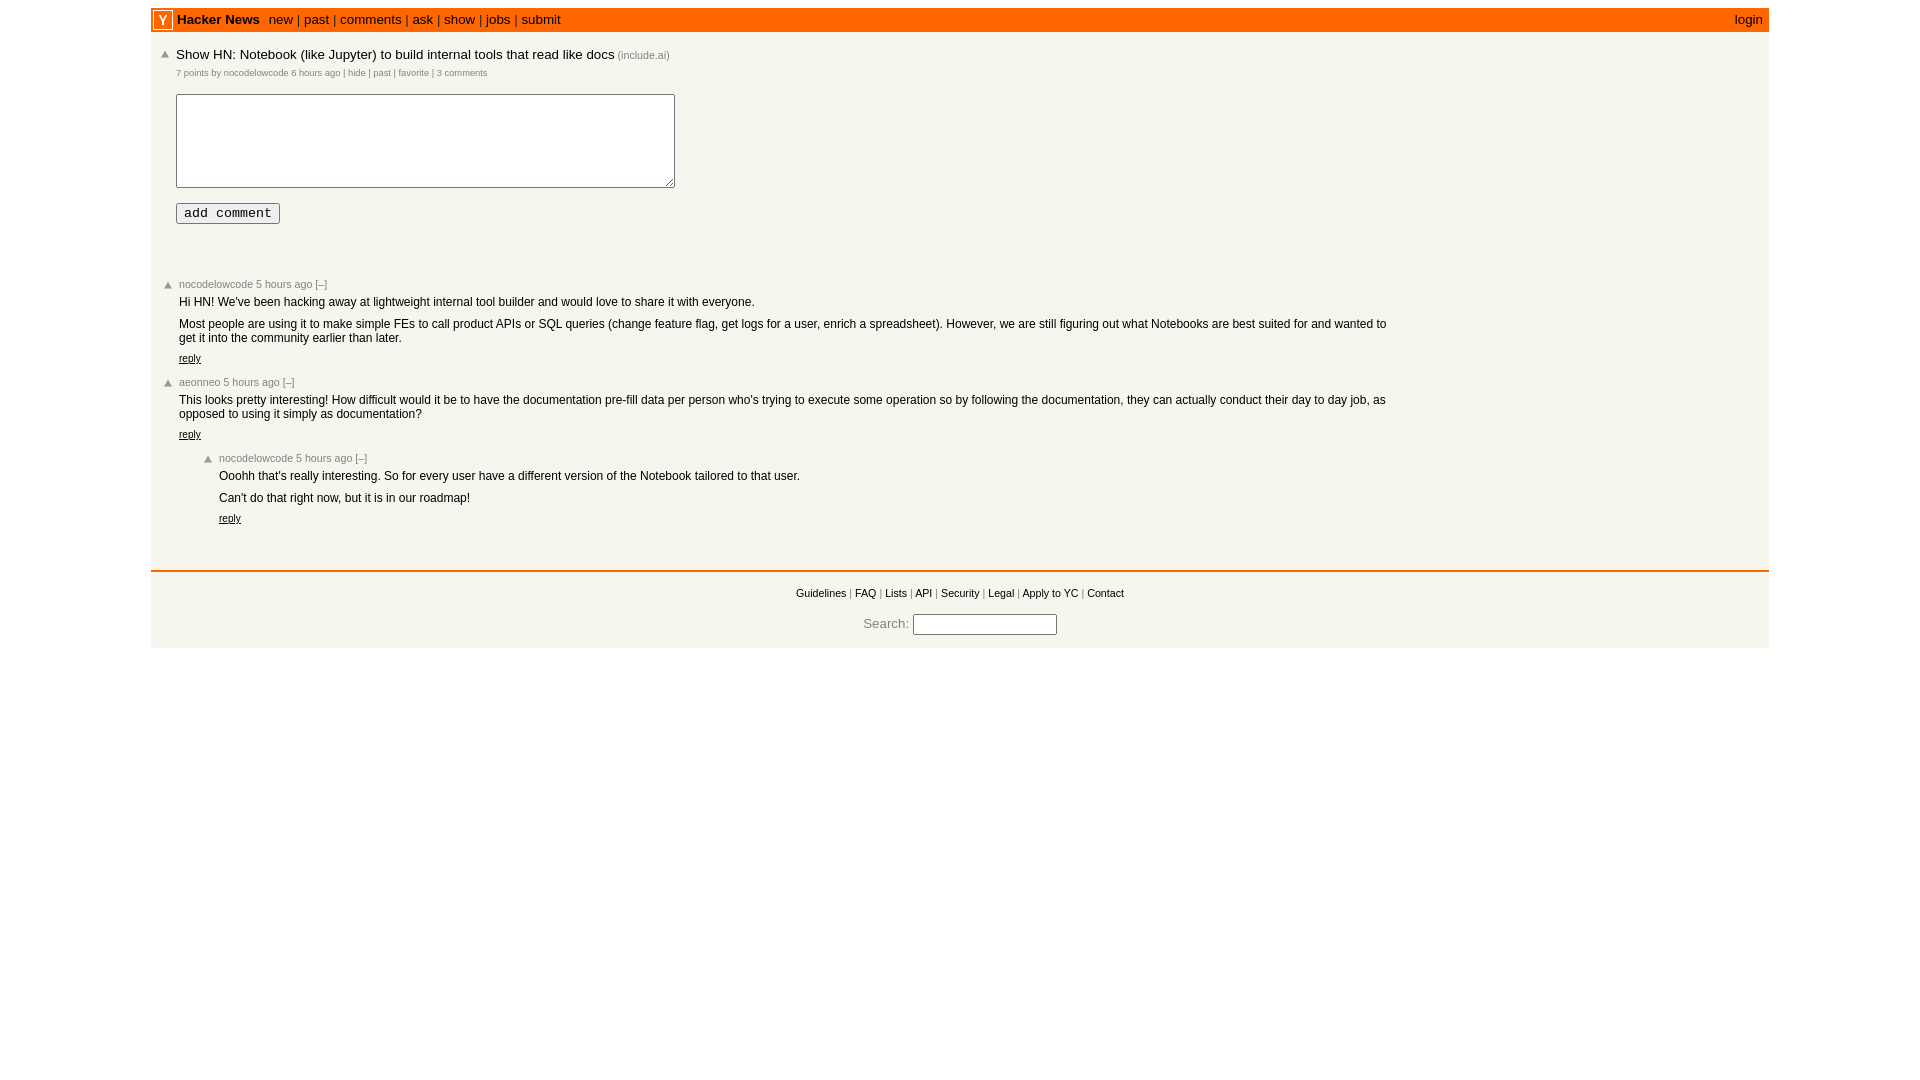 Y Hacker News new | past | comments | ask | show | jobs | submit login
Show HN: Notebook (like Jupyter) to build internal tools that read like docs (include.ai)
7 points by nocodelowcode 6 hours ago | hide | past | favorite | 3 comments
add comment
nocodelowcode 5 hours ago [–]
Hi HN! We've been hacking away at lightweight internal tool builder and would love to share it with everyone.
Most people are using it to make simple FEs to call product APIs or SQL queries (change feature flag, get logs for a user, enrich a spreadsheet). However, we are still figuring out what Notebooks are best suited for and wanted to
get it into the community earlier than later.
reply
aeonneo 5 hours ago [–]
This looks pretty interesting! How difficult would it be to have the documentation pre-fill data per person who's trying to execute some operation so by following the documentation, they can actually conduct their day to day job, as
opposed to using it simply as documentation?
reply
nocodelowcode 5 hours ago [–]
Ooohh that's really interesting. So for every user have a different version of the Notebook tailored to that user.
Can't do that right now, but it is in our roadmap!
reply
Guidelines | FAQ | Lists | API | Security | Legal | Apply to YC | Contact
Search: